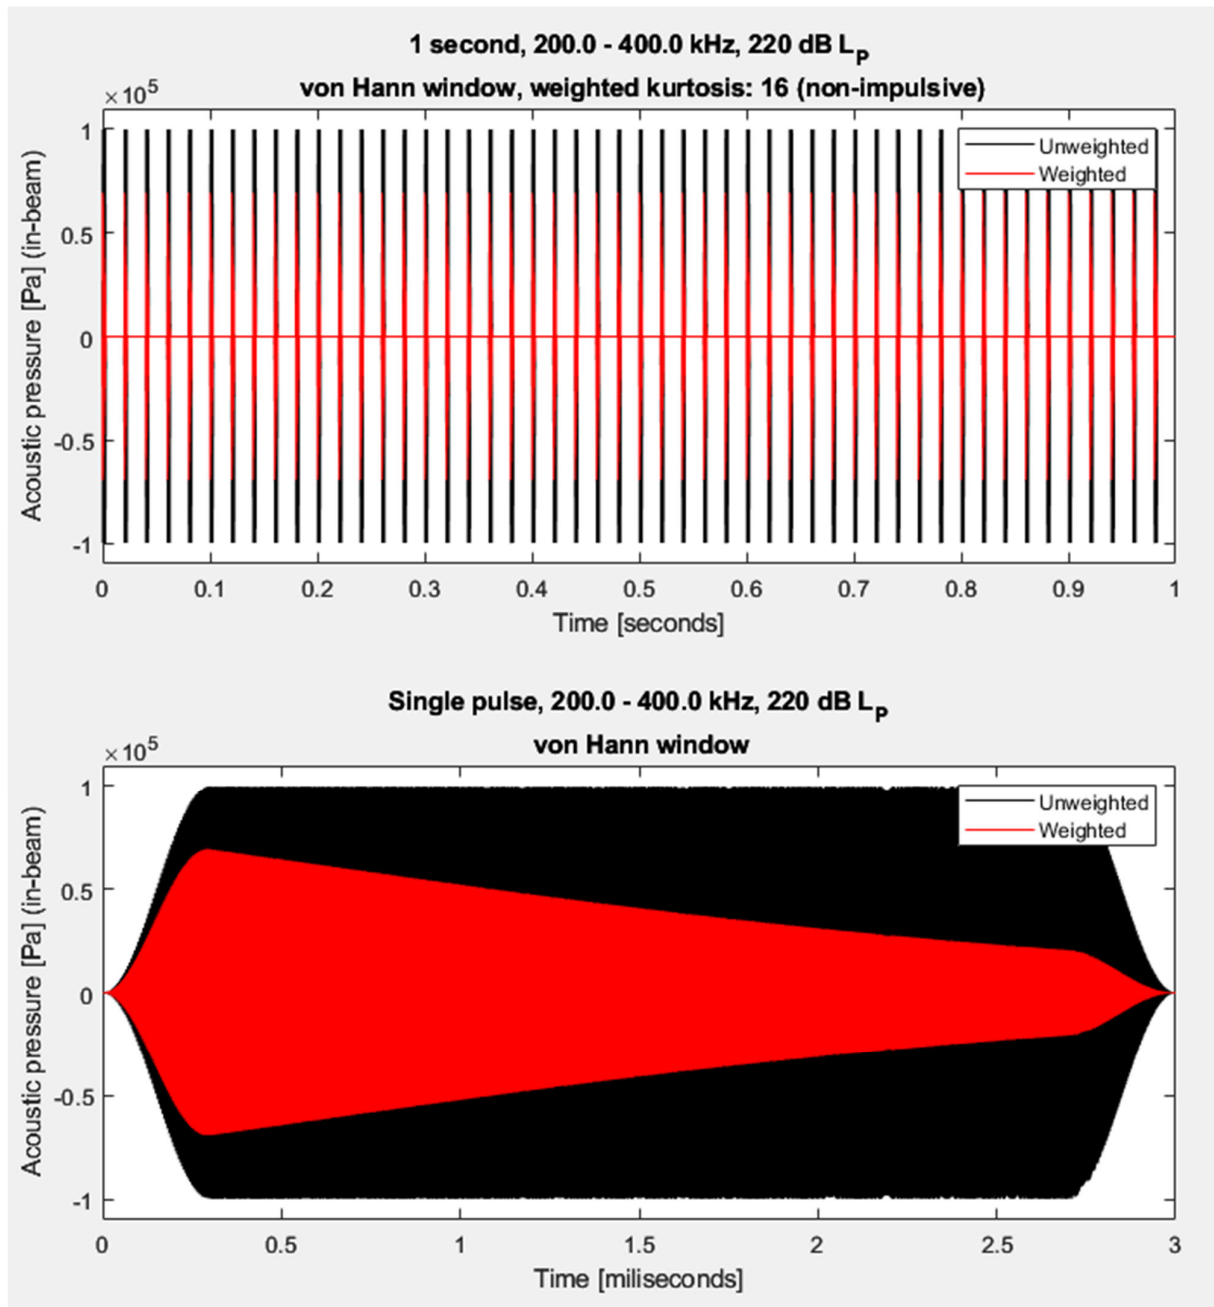 1 second, 200.0 - 400.0 kHz, 220 dB Lp
von Hann window, weighted kurtosis: 16 (non-impulsive)
×10⁵
Acoustic pressure [Pa] (in-beam)
1
0.5
0
-0.5
-1
Unweighted
Weighted
0 0.1 0.2 0.3 0.4 0.5 0.6 0.7 0.8 0.9 1
Time [seconds]
Single pulse, 200.0 - 400.0 kHz, 220 dB Lp
von Hann window
×10⁵
Acoustic pressure [Pa] (in-beam)
1
0.5
0
-0.5
-1
Unweighted
Weighted
0 0.5 1 1.5 2 2.5 3
Time [miliseconds]